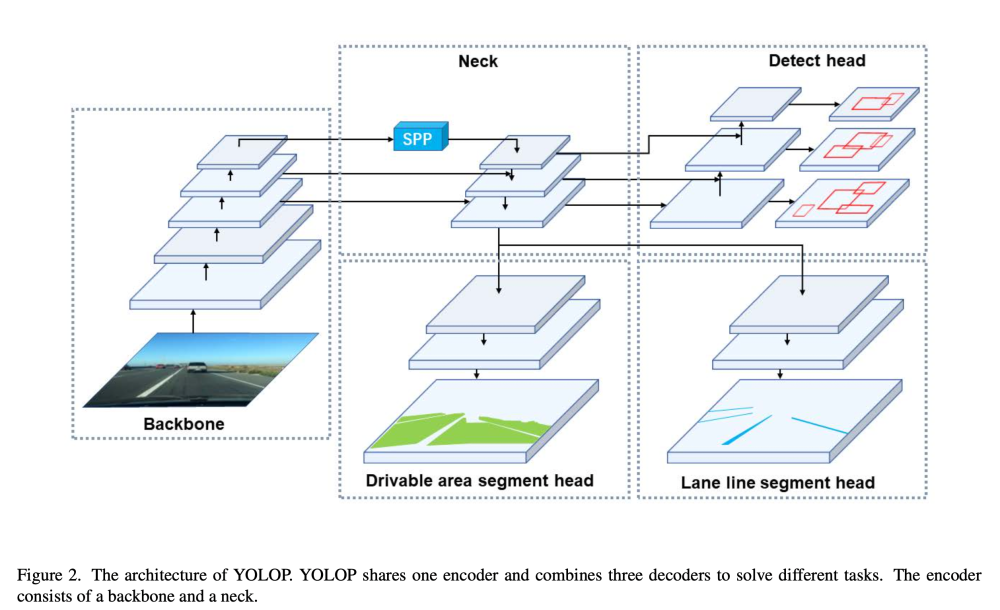 Neck
Detect head
SPP
Backbone
Drivable area segment head
Lane line segment head
Figure 2. The architecture of YOLOP. YOLOP shares one encoder and combines three decoders to solve different tasks. The encoder
consists of a backbone and a neck.